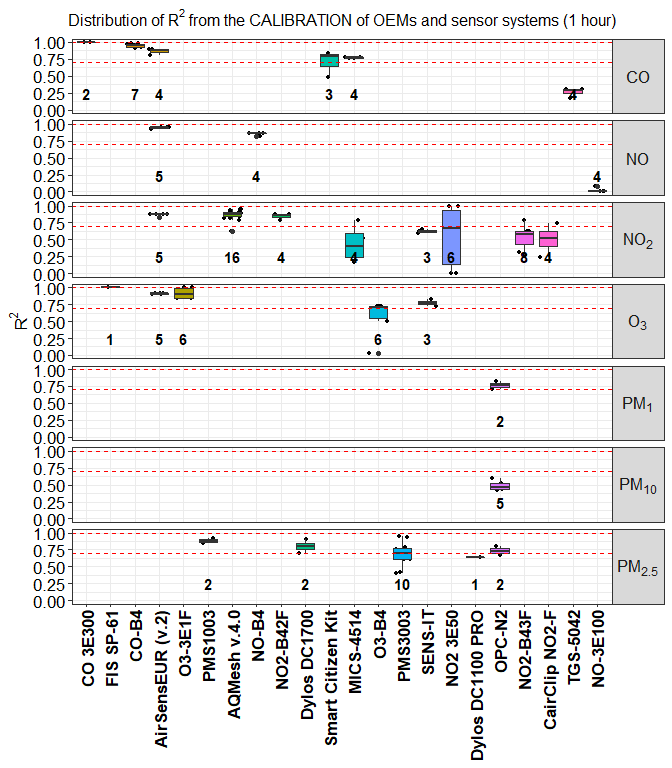 Distribution of R² from the CALIBRATION of OEMs and sensor systems (1 hour)
R²
1.00
0.75
0.50
0.25
0.00
2 7 4 3 4 4
CO
1.00
0.75
0.50
0.25
0.00
5 4 4
NO
1.00
0.75
0.50
0.25
0.00
5 16 4 4 3 6 8 4
NO₂
1.00
0.75
0.50
0.25
0.00
1 5 6 6 3
O₃
1.00
0.75
0.50
0.25
0.00
2
PM₁
1.00
0.75
0.50
0.25
0.00
5
PM₁₀
1.00
0.75
0.50
0.25
0.00
2 2 10 1 2
PM₂.₅
CO 3E300
FIS SP-61
CO-B4
AirSensEUR (v.2)
O3-3E1F
PMS1003
AQMesh v.4.0
NO-B4
NO2-B42F
Dylos DC1700
Smart Citizen Kit
MICS-4514
O3-B4
PMS3003
SENS-IT
NO2 3E50
Dylos DC1100 PRO
OPC-N2
NO2-B43F
CairClip NO2-F
TGS-5042
NO-3E100